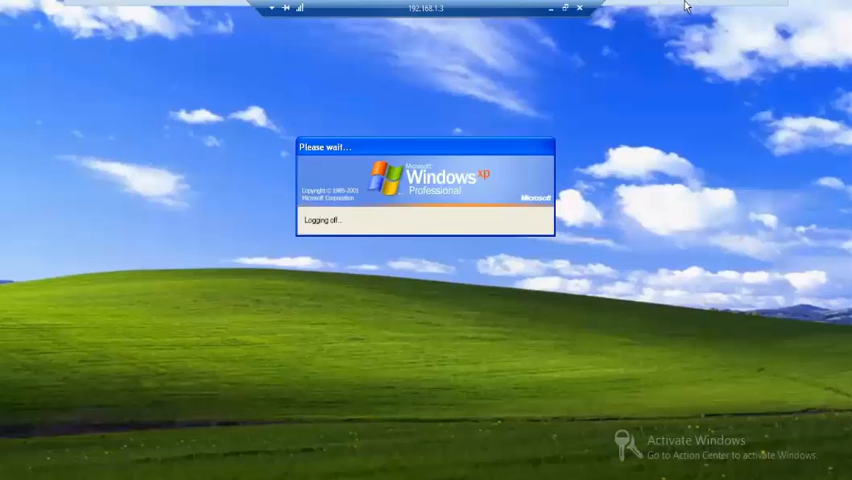 192.168.1.3
Please wait...
Microsoft
Windows xp
Professional
Copyright © 1985-2001
Microsoft Corporation
Microsoft
Logging off...
Activate Windows
Go to Action Center to activate Windows.